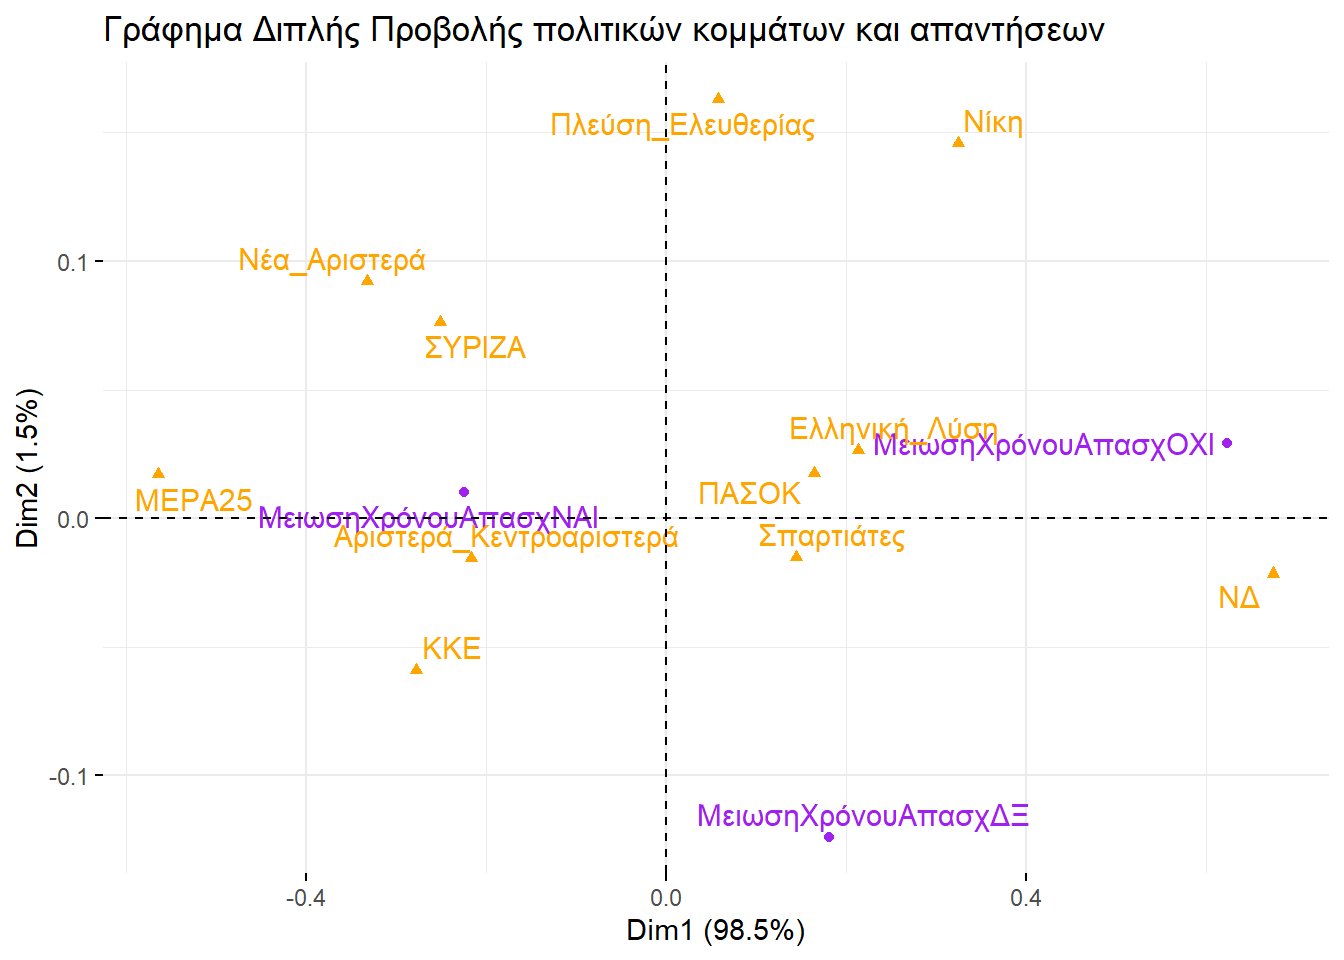 Γράφημα Διπλής Προβολής πολιτικών κομμάτων και απαντήσεων
Πλεύση_Ελευθερίας
Νίκη
Νέα_Αριστερά
ΣΥΡΙΖΑ
Ελληνική_Λύση
ΜειωσηΧρόνουΑπασχΟΧΙ
ΜΕΡΑ25
ΠΑΣΟΚ
ΜειωσηΧρόνουΑπασχΝΑΙ
Αριστερά_Κεντροαριστερά
Σπαρτιάτες
ΝΔ
ΚΚΕ
ΜειωσηΧρόνουΑπασχΔΞ
0.1
0.0
-0.1
Dim2 (1.5%)
-0.4
0.0
0.4
Dim1 (98.5%)